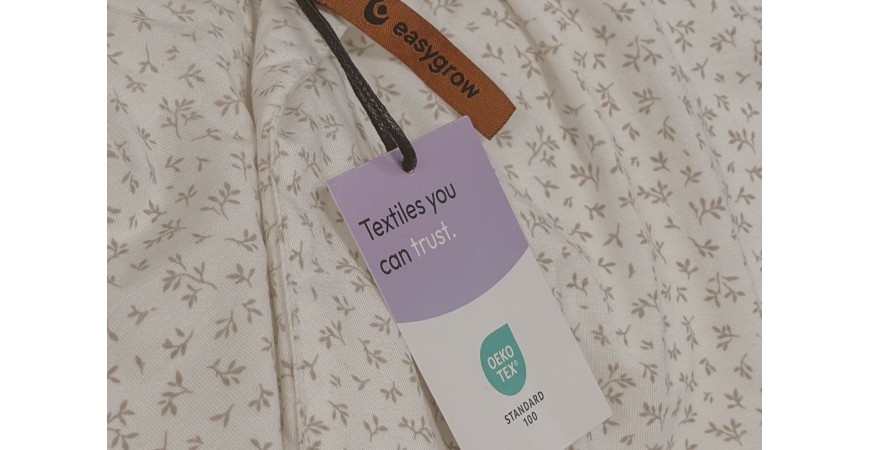 easygrow
Textiles you
can trust.
OEKO
TEX®
STANDARD
100